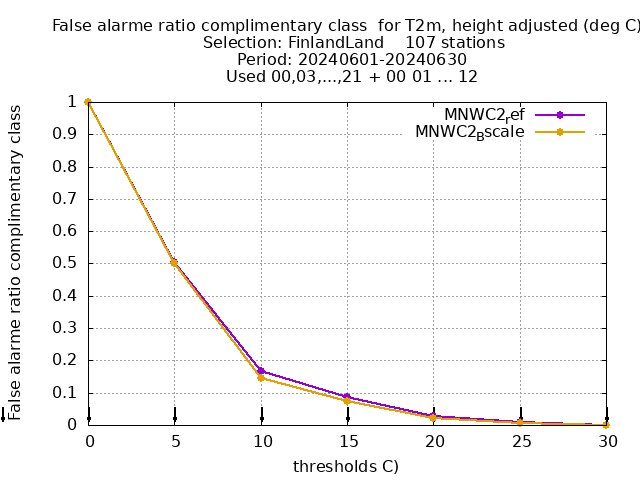 False alarme ratio complimentary class  for T2m, height adjusted (deg C)
Selection: FinlandLand    107 stations
Period: 20240601-20240630
Used 00,03,...,21 + 00 01 ... 12
MNWC2ref
MNWC2Bscale
False alarme ratio complimentary class
1
0.9
0.8
0.7
0.6
0.5
0.4
0.3
0.2
0.1
0
0 5 10 15 20 25 30
thresholds C)